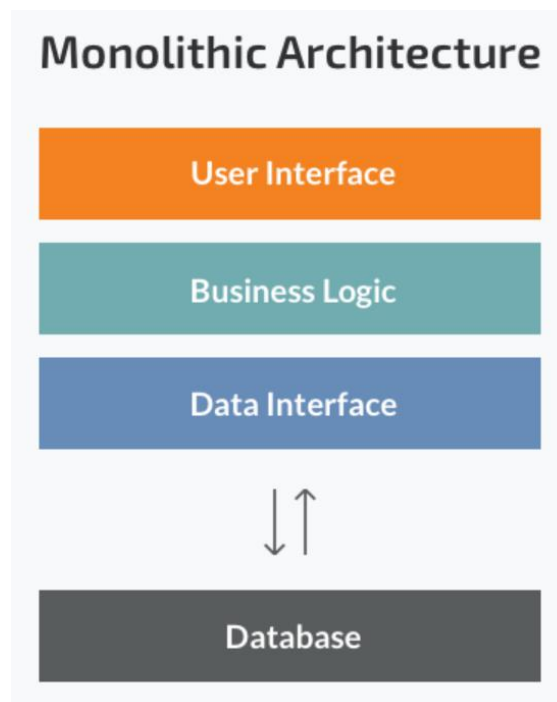 Monolithic Architecture
User Interface
Business Logic
Data Interface
Database